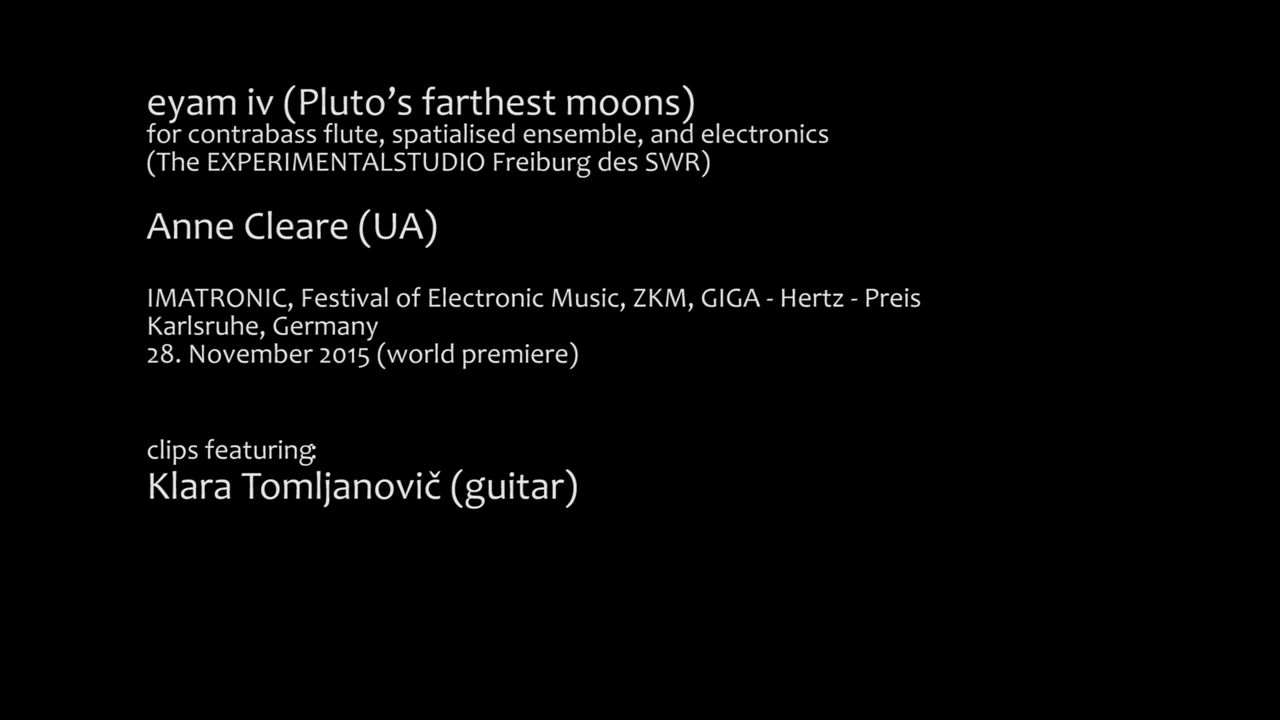 eyam iv (Pluto’s farthest moons)
for contrabass flute, spatialised ensemble, and electronics
(The EXPERIMENTALSTUDIO Freiburg des SWR)
Anne Cleare (UA)
IMATRONIC, Festival of Electronic Music, ZKM, GIGA - Hertz - Preis
Karlsruhe, Germany
28. November 2015 (world premiere)
clips featuring:
Klara Tomljanovič (guitar)